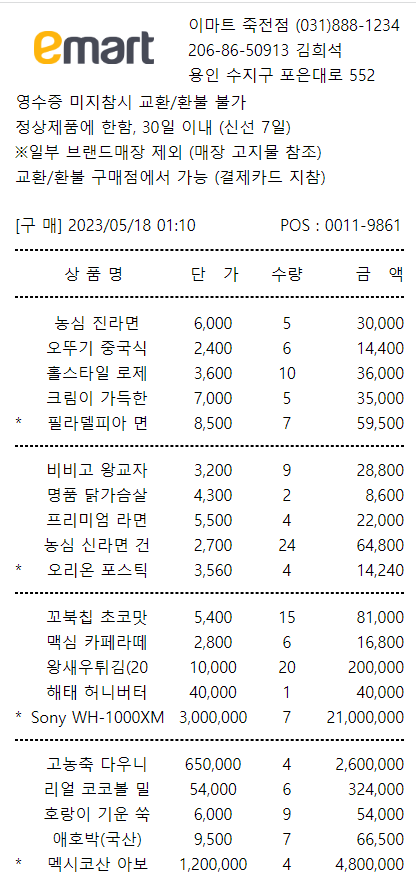 emart
이마트 죽전점 (031)888-1234
206-86-50913 김희석
용인 수지구 포은대로 552
영수증 미지참시 교환/환불 불가
정상제품에 한함, 30일 이내 (신선 7일)
※일부 브랜드매장 제외 (매장 고지물 참조)
교환/환불 구매점에서 가능 (결제카드 지참)
[구 매] 2023/05/18 01:10 POS : 0011-9861
상 품 명 단 가 수량 금 액
농심 진라면 6,000 5 30,000
오뚜기 중국식 2,400 6 14,400
홀스타일 로제 3,600 10 36,000
크림이 가득한 7,000 5 35,000
* 필라델피아 면 8,500 7 59,500
비비고 왕교자 3,200 9 28,800
명품 닭가슴살 4,300 2 8,600
프리미엄 라면 5,500 4 22,000
농심 신라면 건 2,700 24 64,800
* 오리온 포스틱 3,560 4 14,240
꼬북칩 초코맛 5,400 15 81,000
맥심 카페라떼 2,800 6 16,800
왕새우튀김(20 10,000 20 200,000
해태 허니버터 40,000 1 40,000
* Sony WH-1000XM 3,000,000 7 21,000,000
고농축 다우니 650,000 4 2,600,000
리얼 코코볼 밀 54,000 6 324,000
호랑이 기운 쑥 6,000 9 54,000
애호박(국산) 9,500 7 66,500
* 멕시코산 아보 1,200,000 4 4,800,000